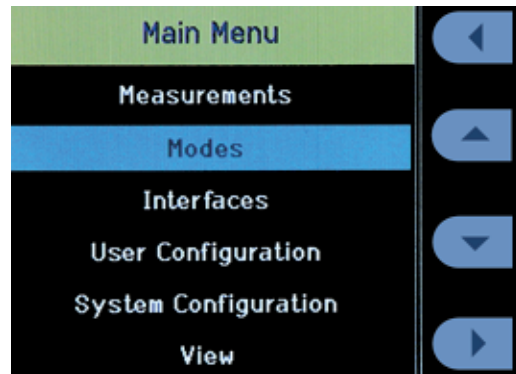 Main Menu
Measurements
Modes
Interfaces
User Configuration
System Configuration
View